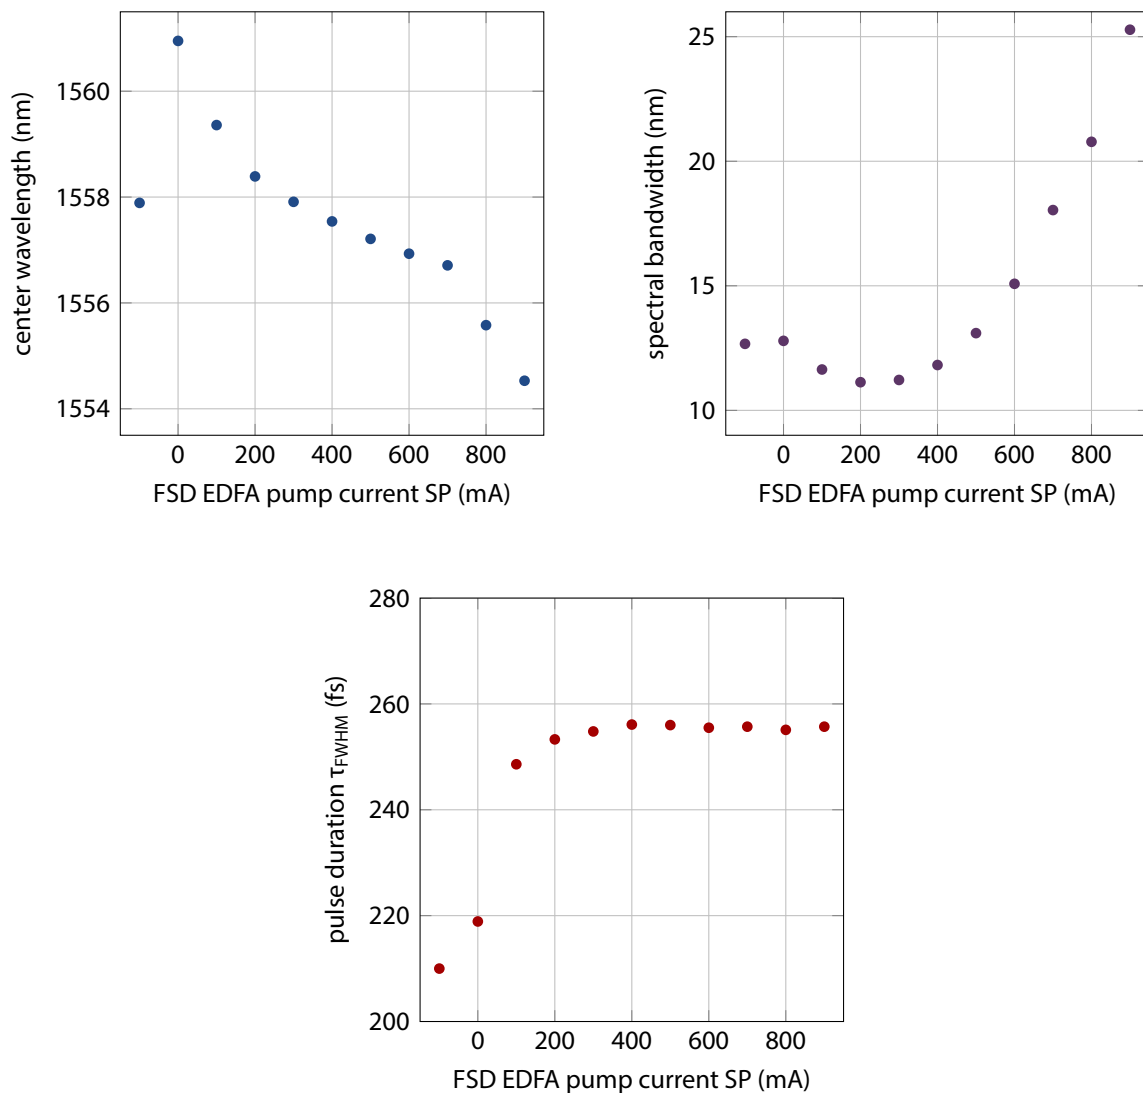 center wavelength (nm)
1560
1558
1556
1554
0 200 400 600 800
FSD EDFA pump current SP (mA)
spectral bandwidth (nm)
25
20
15
10
0 200 400 600 800
FSD EDFA pump current SP (mA)
pulse duration τFWHM (fs)
280
260
240
220
200
0 200 400 600 800
FSD EDFA pump current SP (mA)